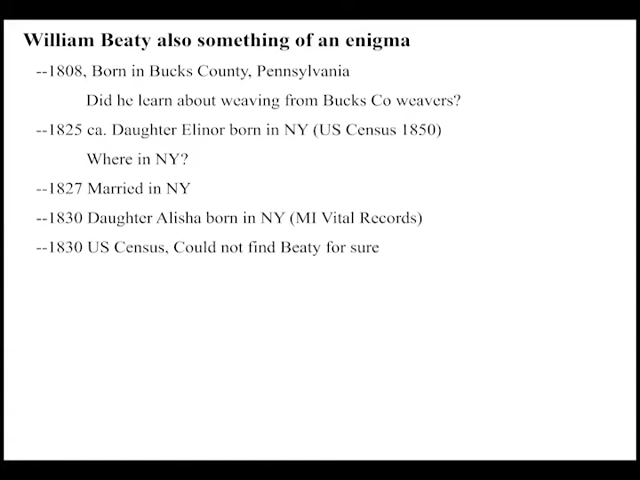 William Beaty also something of an enigma
--1808, Born in Bucks County, Pennsylvania
Did he learn about weaving from Bucks Co weavers?
--1825 ca. Daughter Elinor born in NY (US Census 1850)
Where in NY?
--1827 Married in NY
--1830 Daughter Alisha born in NY (MI Vital Records)
--1830 US Census, Could not find Beaty for sure